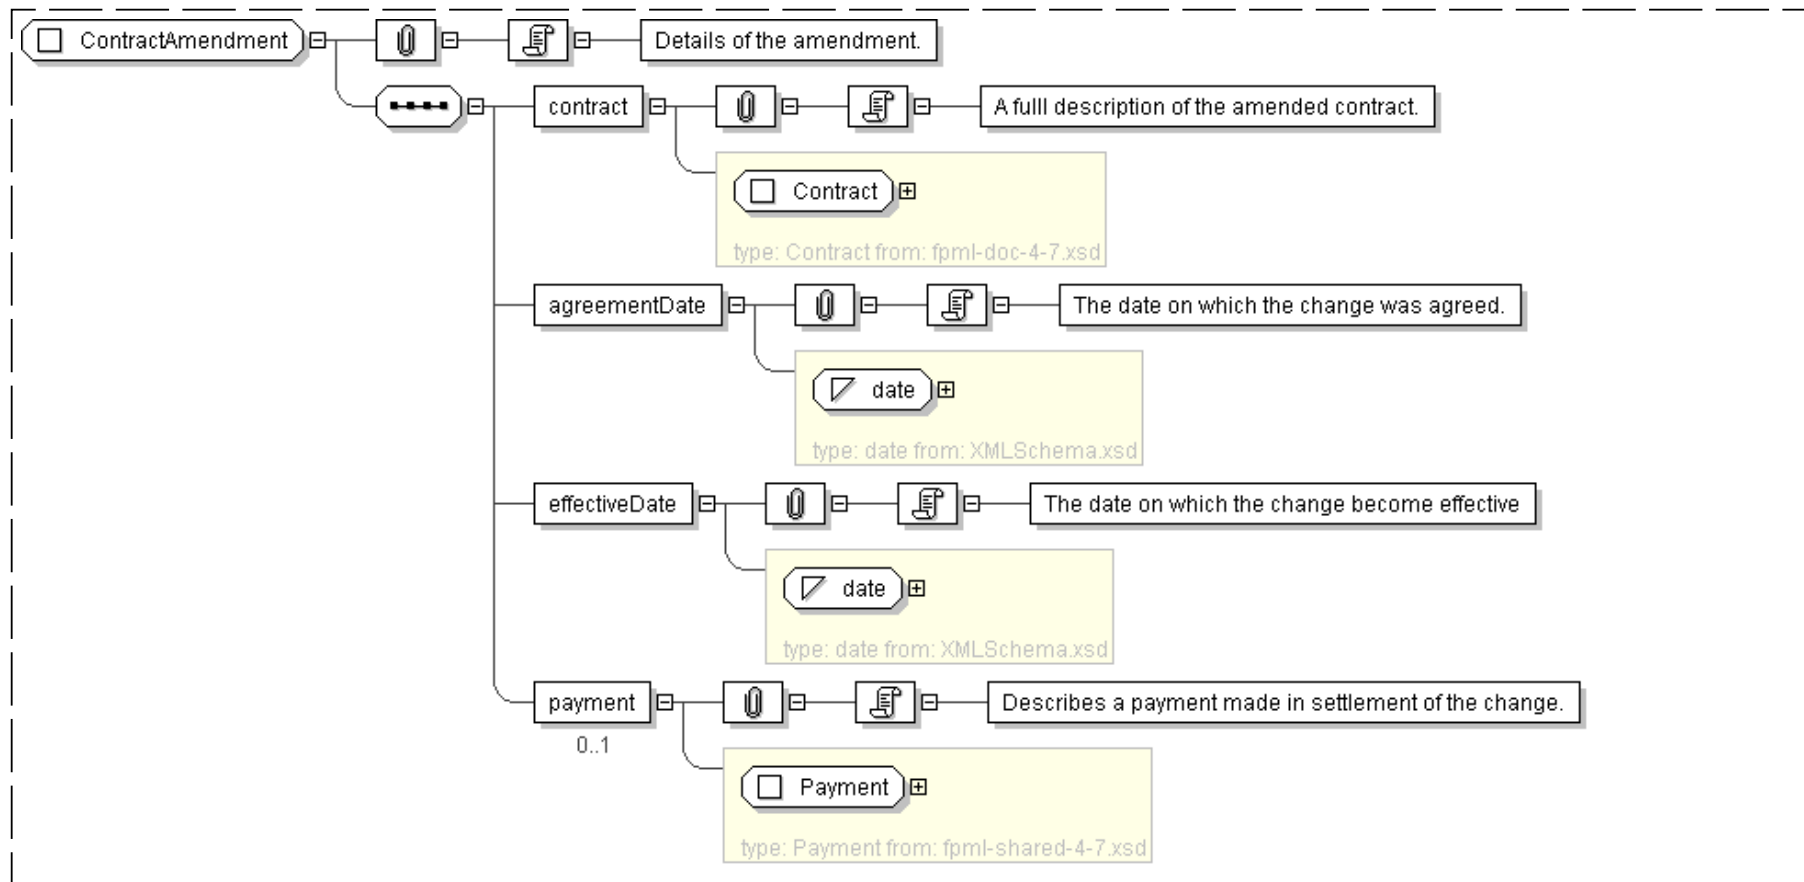 ContractAmendment
Details of the amendment.
contract
A fulll description of the amended contract.
Contract
type: Contract from: fpml-doc-4-7.xsd
agreementDate
The date on which the change was agreed.
date
type: date from: XMLSchema.xsd
effectiveDate
The date on which the change become effective
date
type: date from: XMLSchema.xsd
payment
Describes a payment made in settlement of the change.
0..1
Payment
type: Payment from: fpml-shared-4-7.xsd